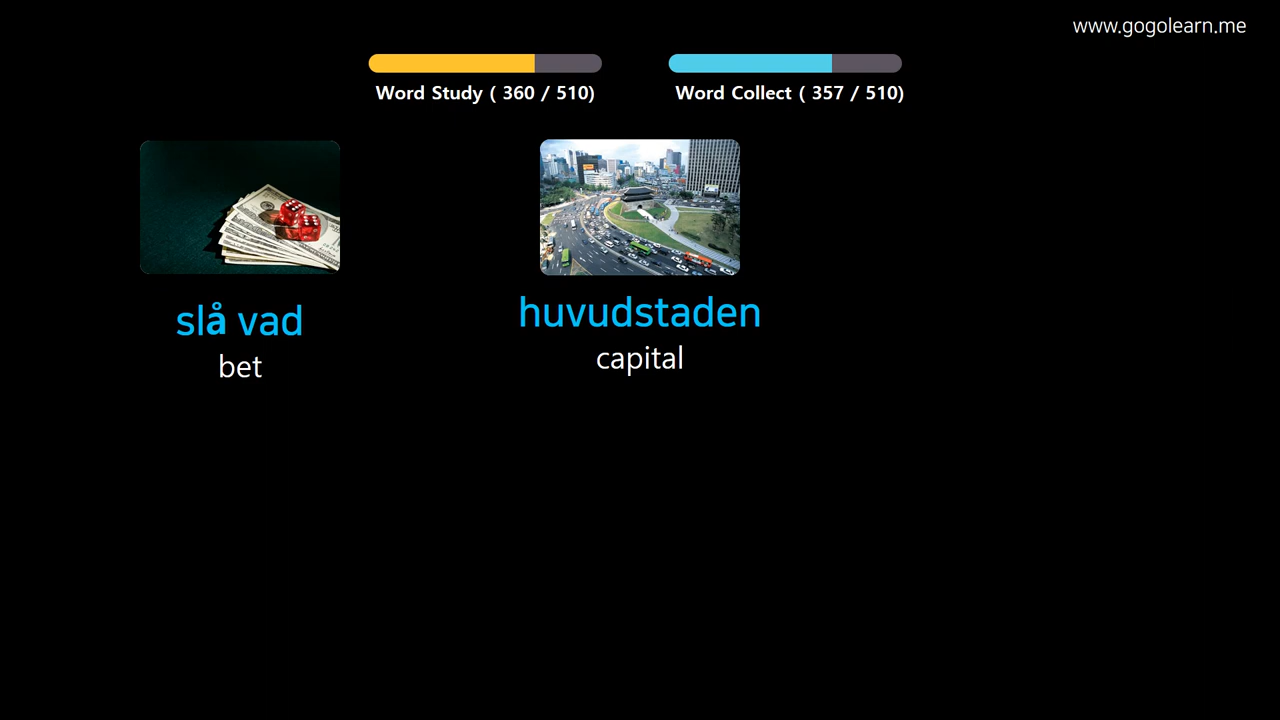 www.gogolearn.me
Word Study ( 360 / 510)
Word Collect ( 357 / 510)
slå vad
bet
huvudstaden
capital